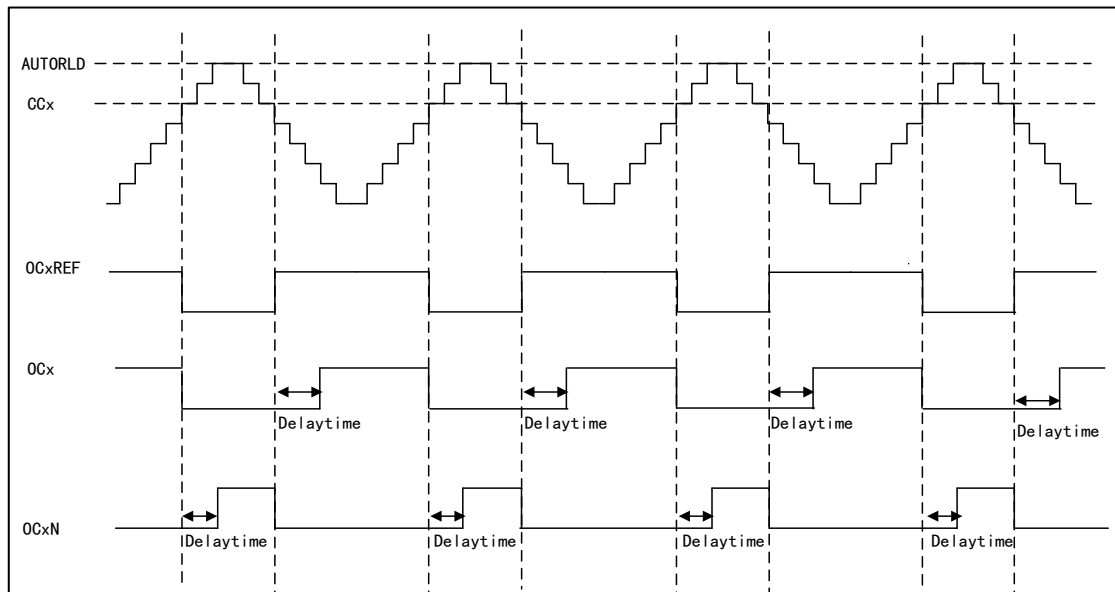 AUTORLD
CCx
OCxREF
OCx
Delaytime
Delaytime
Delaytime
Delaytime
OCxN
Delaytime
Delaytime
Delaytime
Delaytime